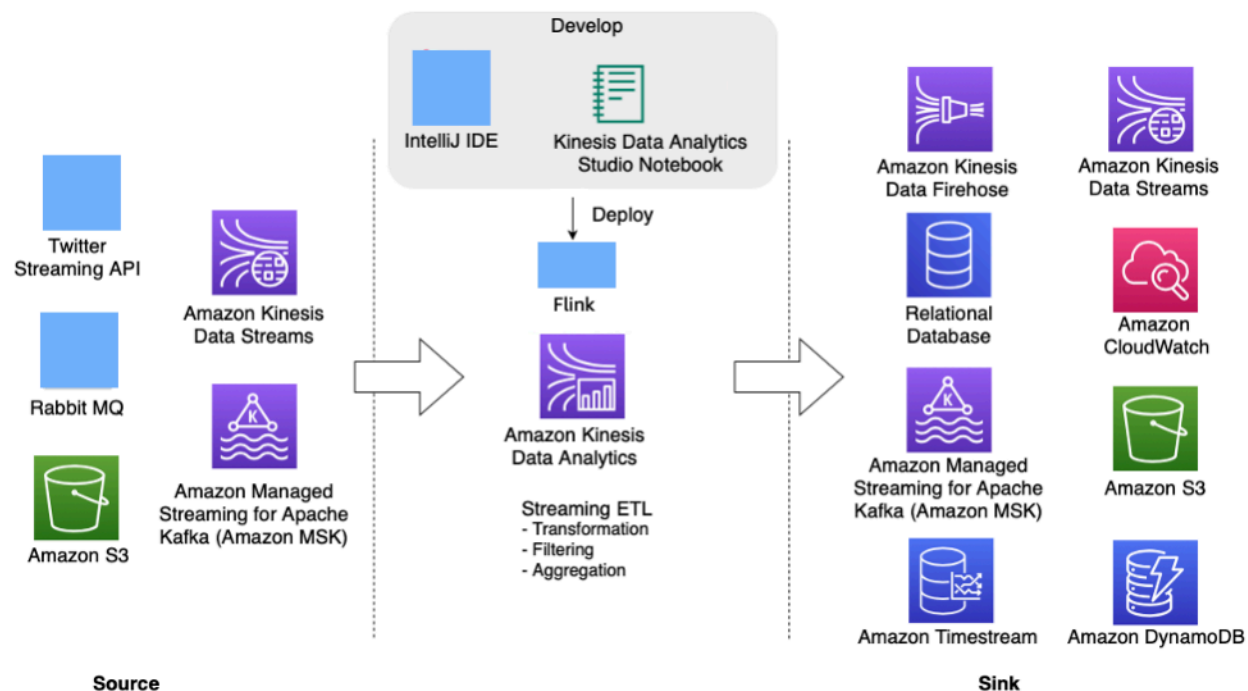 Develop
IntelliJ IDE
Kinesis Data Analytics
Studio Notebook
Deploy
Flink
Twitter
Streaming API
Amazon Kinesis
Data Streams
Rabbit MQ
K
Amazon Managed
Streaming for Apache
Kafka (Amazon MSK)
Amazon S3
Source
Amazon Kinesis
Data Analytics
Streaming ETL
- Transformation
- Filtering
- Aggregation
Amazon Kinesis
Data Firehose
Amazon Kinesis
Data Streams
Relational
Database
Amazon
CloudWatch
K
Amazon Managed
Streaming for Apache
Kafka (Amazon MSK)
Amazon S3
Amazon Timestream
Amazon DynamoDB
Sink